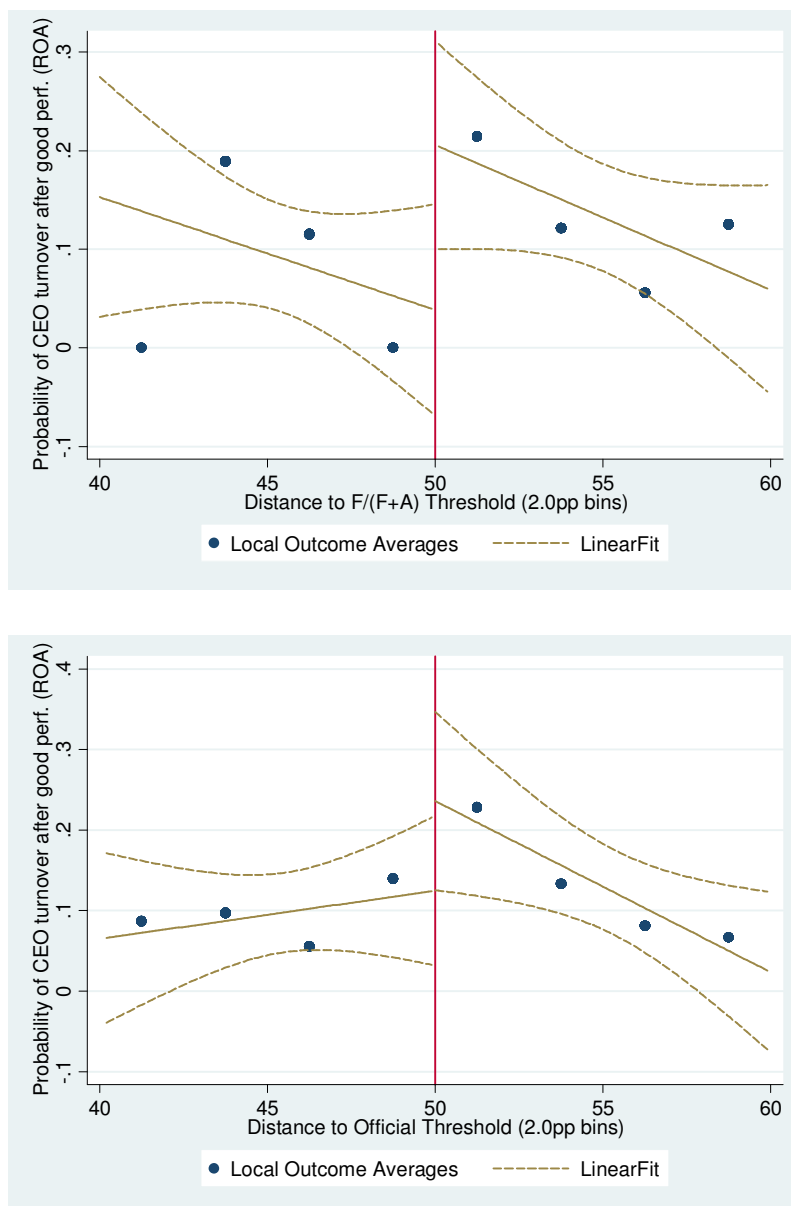 Probability of CEO turnover after good perf. (ROA)
.3
.2
.1
0
-.1
40 45 50 55 60
Distance to F/(F+A) Threshold (2.0pp bins)
Local Outcome Averages LinearFit
Probability of CEO turnover after good perf. (ROA)
.4
.3
.2
.1
0
-.1
40 45 50 55 60
Distance to Official Threshold (2.0pp bins)
Local Outcome Averages LinearFit